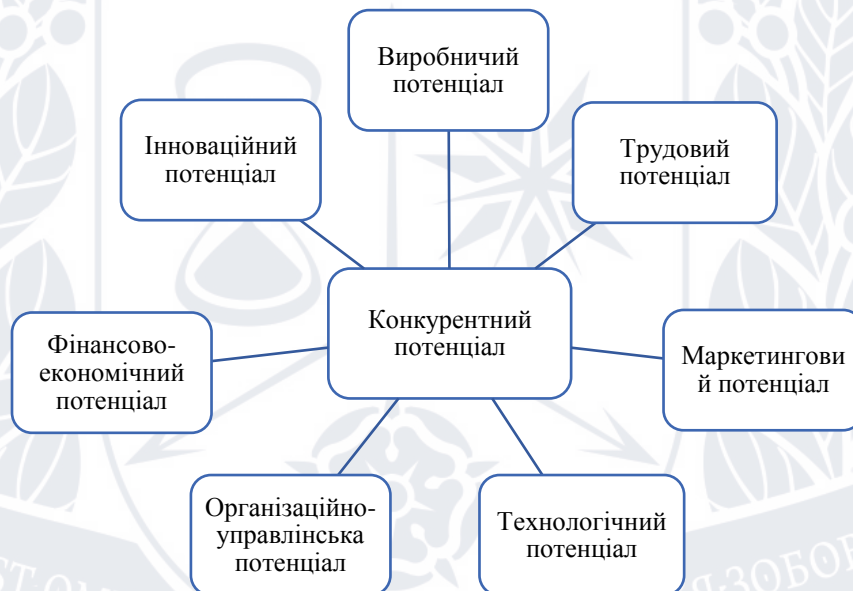 Виробничий
потенціал
Інноваційний
потенціал
Трудовий
потенціал
Конкурентний
потенціал
Фінансово-
економічний
потенціал
Маркетингови
й потенціал
Організаційно-
управлінська
потенціал
Технологічний
потенціал